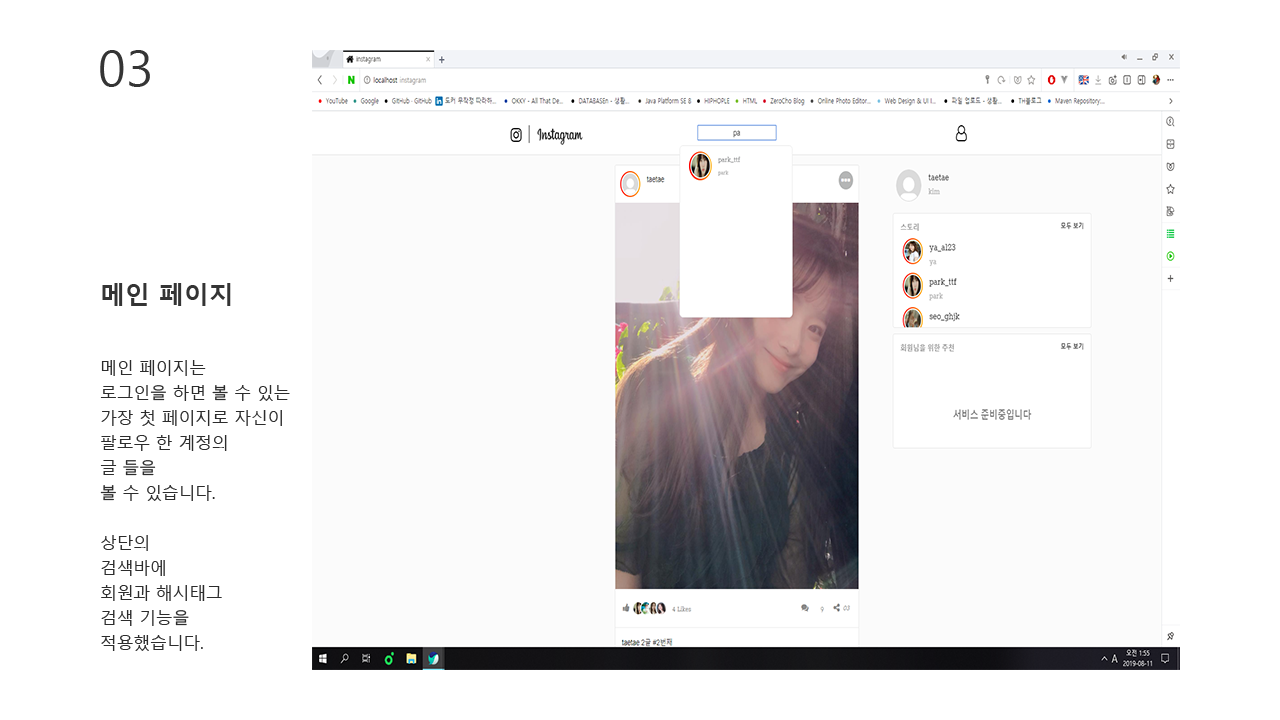 03
메인 페이지
메인 페이지는
로그인을 하면 볼 수 있는
가장 첫 페이지로 자신이
팔로우 한 계정의
글 들을
볼 수 있습니다.
상단의
검색바에
회원과 해시태그
검색 기능을
적용했습니다.
instagram
localhost instagram
YouTube Google GitHub · GitHub 도커 무작정 따라하... OKKY - All That De... DATABASEn - 생활... Java Platform SE 8 HIPHOPLE HTML ZeroCho Blog Online Photo Editor... Web Design & UI I... 파일 업로드 - 생활... TH블로그 Maven Repository:...
Instagram
pa
park_ttf
park
taetae
taetae
kim
스토리 모두 보기
ya_a123
ya
park_ttf
park
seo_ghjk
회원님을 위한 추천 모두 보기
서비스 준비중입니다
4 Likes 9 03
taetae 2글 #2번째
A 오전 1:55
2019-06-11